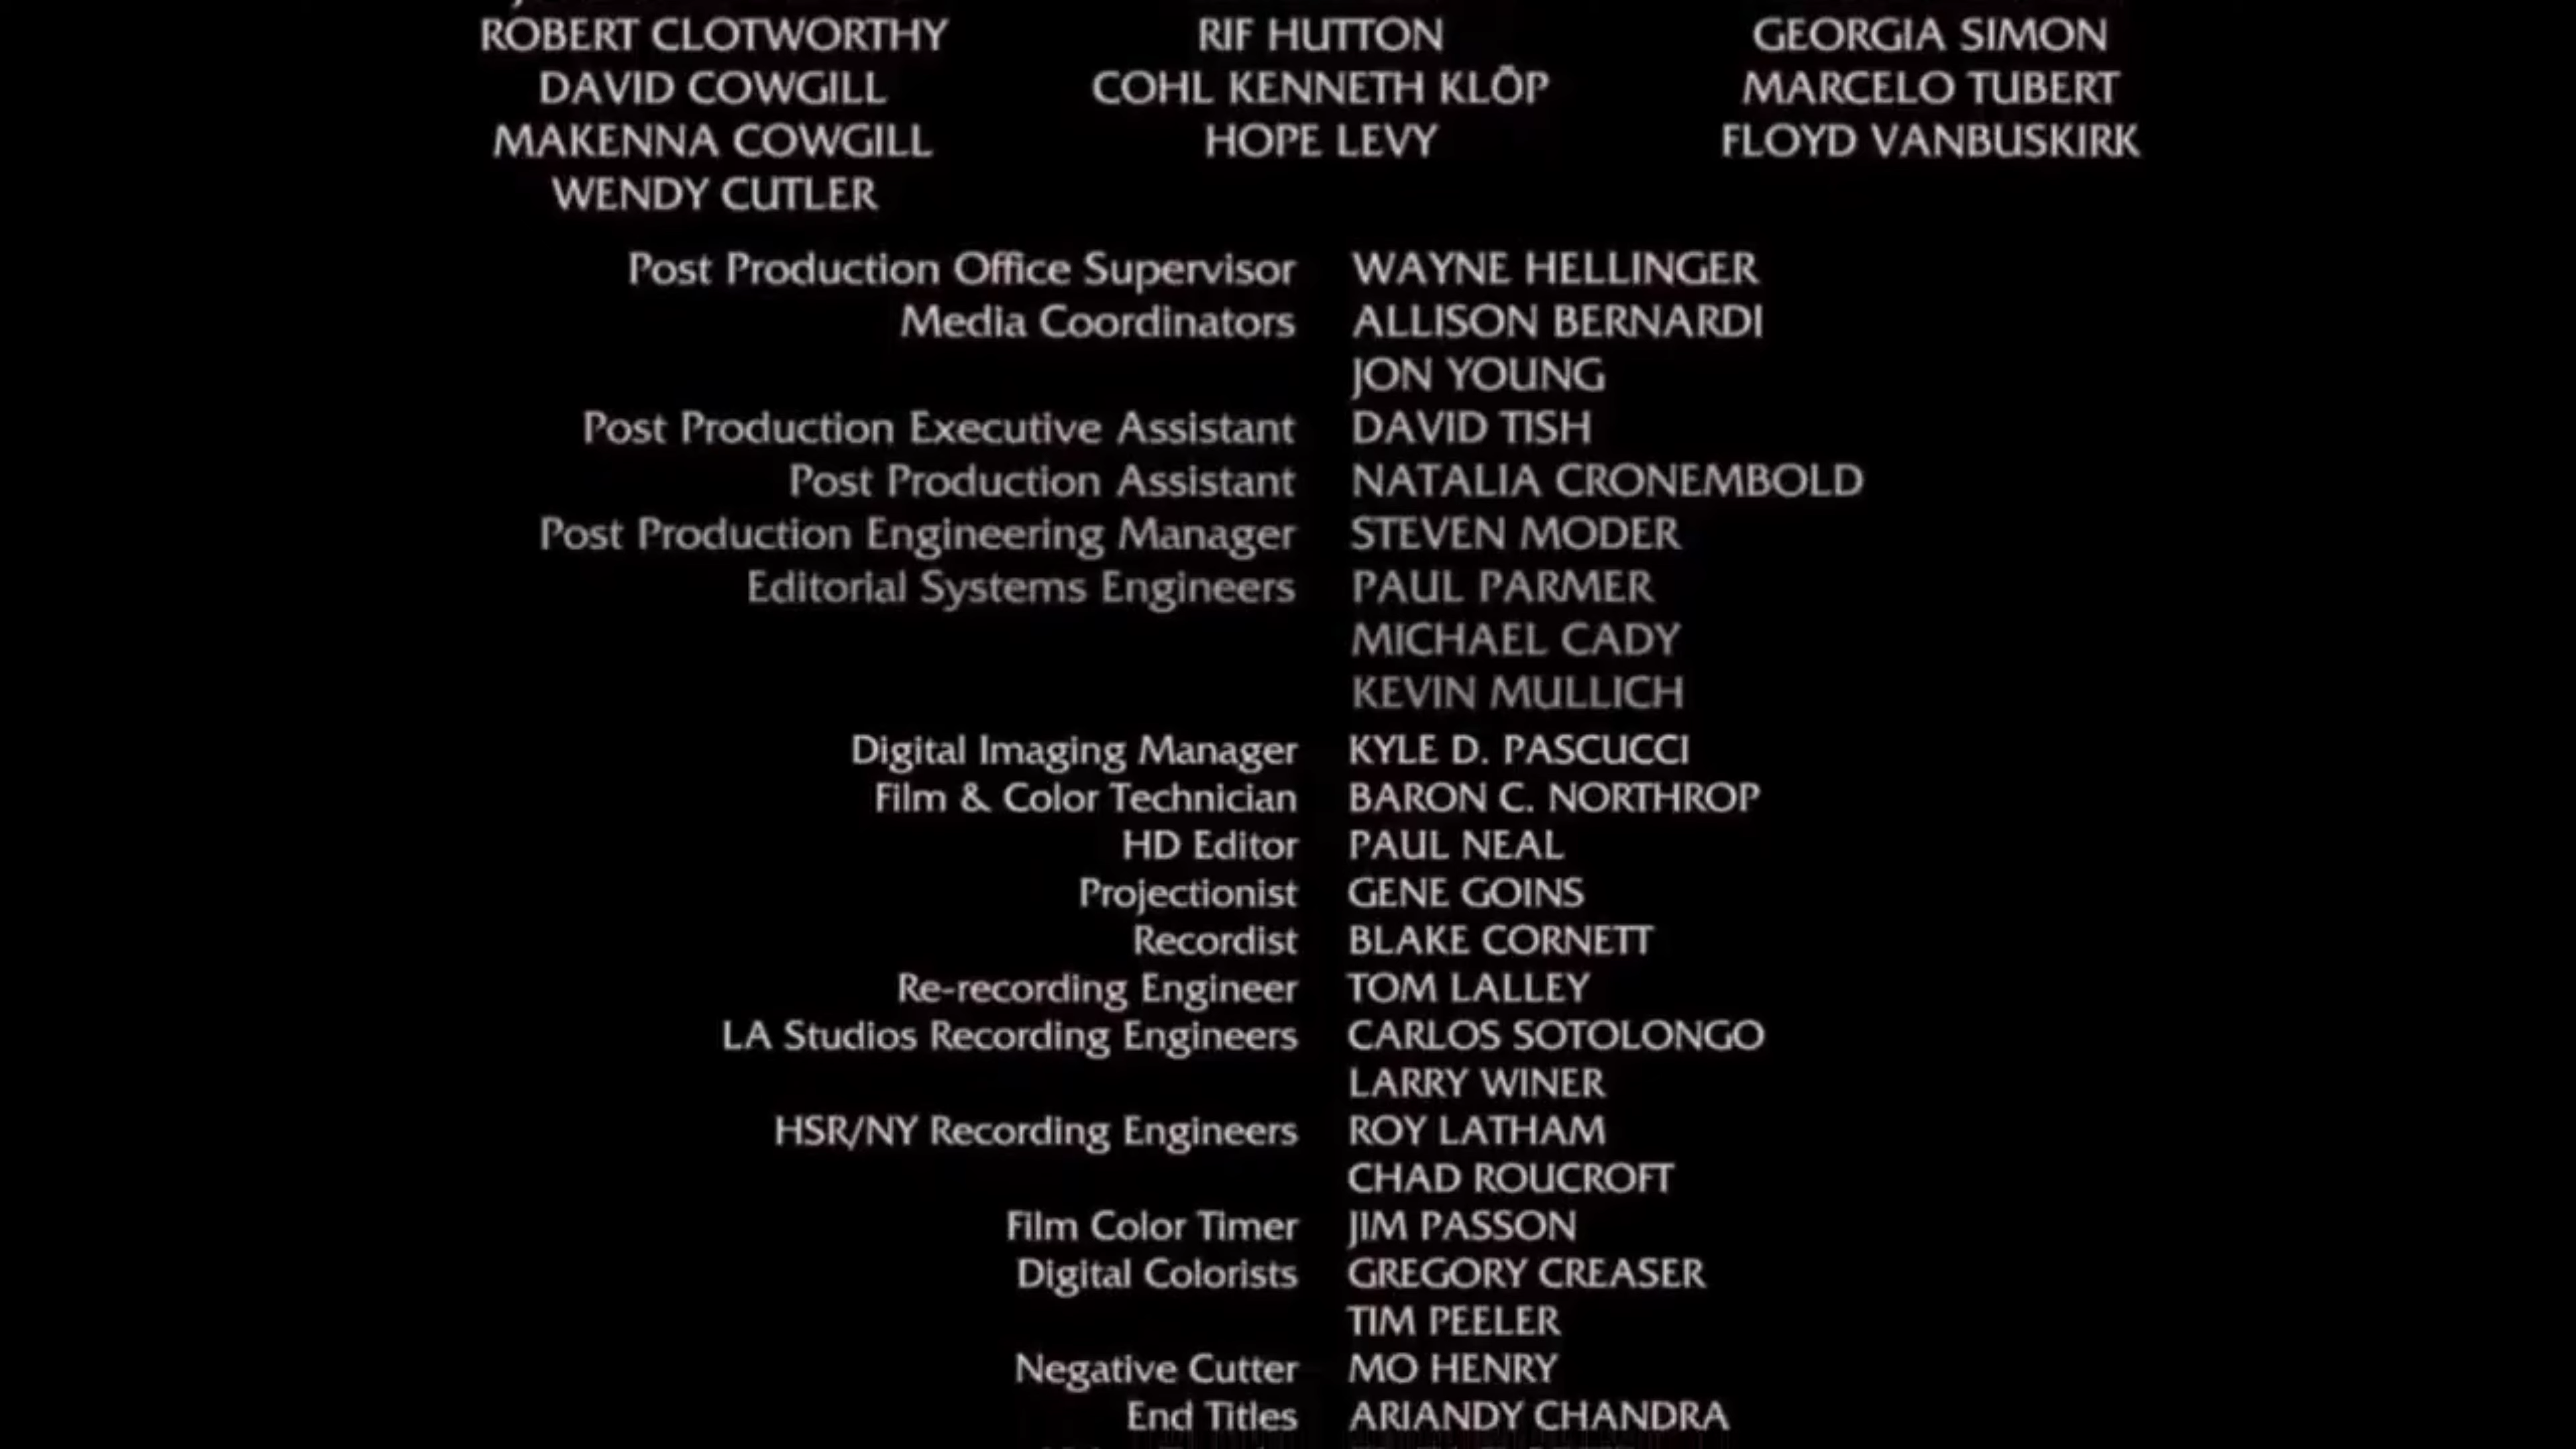 ROBERT CLOTWORTHY RIF HUTTON GEORGIA SIMON
DAVID COWGILL COHL KENNETH KLÖP MARCELO TUBERT
MAKENNA COWGILL HOPE LEVY FLOYD VANBUSKIRK
WENDY CUTLER
Post Production Office Supervisor WAYNE HELLINGER
Media Coordinators ALLISON BERNARDI
JON YOUNG
Post Production Executive Assistant DAVID TISH
Post Production Assistant NATALIA CRONEMBOLD
Post Production Engineering Manager STEVEN MODER
Editorial Systems Engineers PAUL PARMER
MICHAEL CADY
KEVIN MULLICH
Digital Imaging Manager KYLE D. PASCUCCI
Film & Color Technician BARON C. NORTHROP
HD Editor PAUL NEAL
Projectionist GENE GOINS
Recordist BLAKE CORNETT
Re-recording Engineer TOM LALLEY
LA Studios Recording Engineers CARLOS SOTOLONGO
LARRY WINER
HSR/NY Recording Engineers ROY LATHAM
CHAD ROUCROFT
Film Color Timer JIM PASSON
Digital Colorists GREGORY CREASER
TIM PEELER
Negative Cutter MO HENRY
End Titles ARIANDY CHANDRA